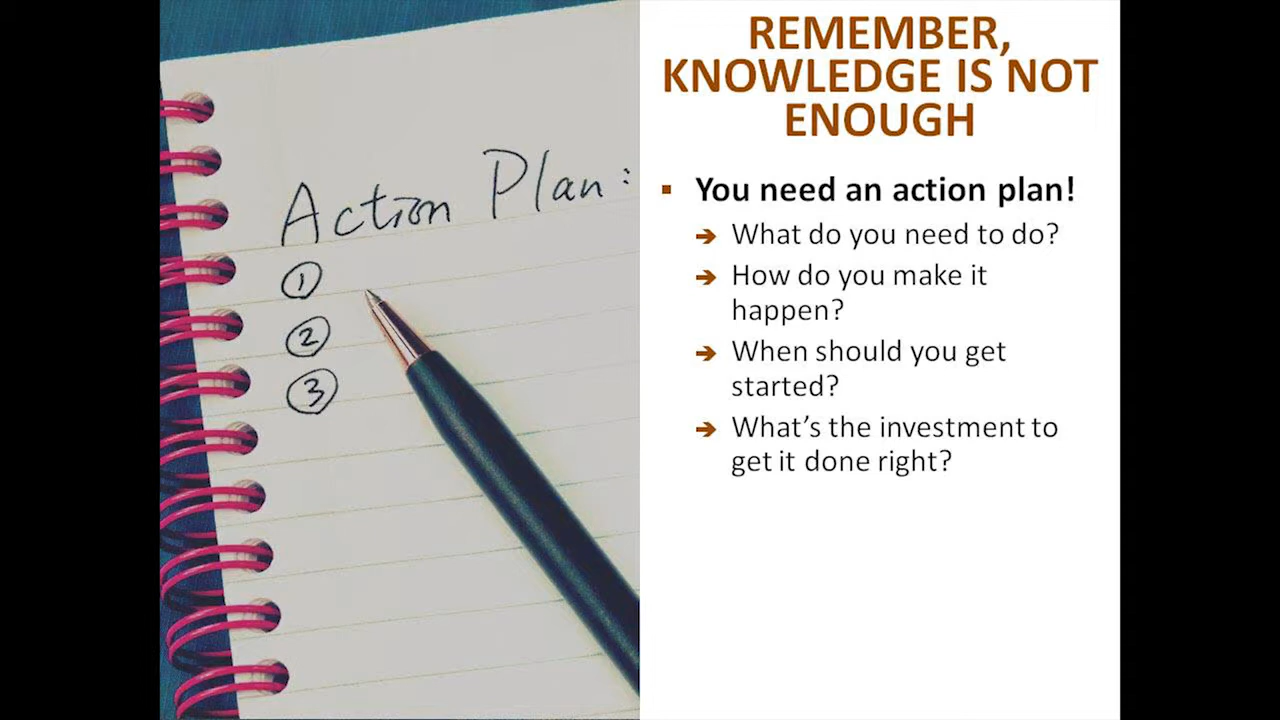 Action Plan:
1
2
3
REMEMBER,
KNOWLEDGE IS NOT
ENOUGH
▪ You need an action plan!
➔ What do you need to do?
➔ How do you make it
happen?
➔ When should you get
started?
➔ What's the investment to
get it done right?